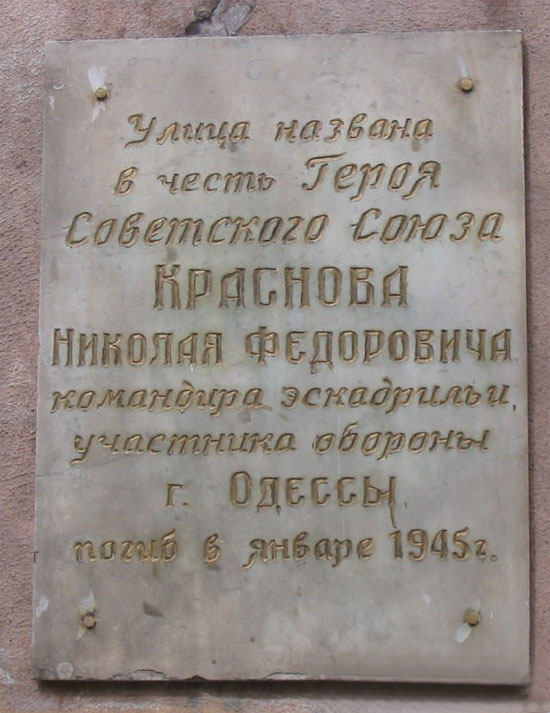 Улица названа
в честь Героя
Советского Союза
КРАСНОВА
НИКОЛАЯ ФЕДОРОВИЧА
командира эскадрильи,
участника обороны
г. ОДЕССЫ
погиб в январе 1945г.